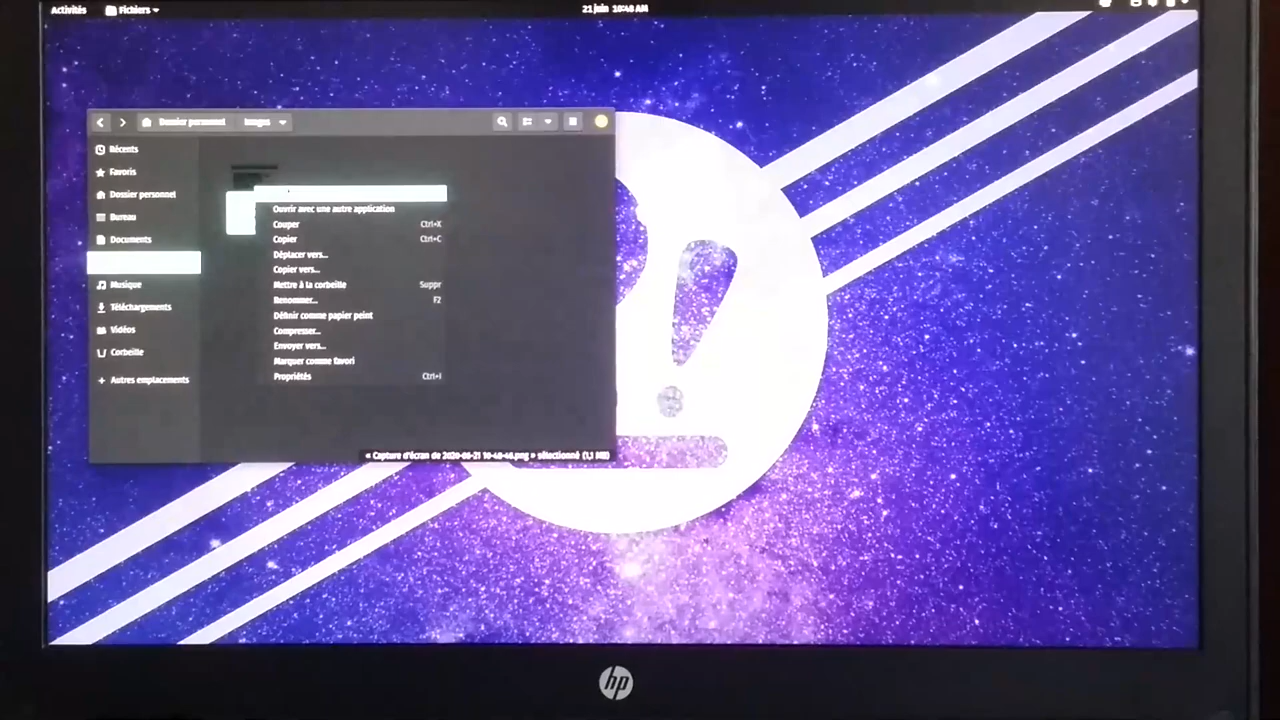 Activités Fichiers 21 juin 10:48 AM
Dossier personnel Images
Récents
Favoris
Dossier personnel
Bureau
Documents
Musique
Téléchargements
Vidéos
Corbeille
Autres emplacements
Ouvrir avec une autre application
Couper Ctrl+X
Copier Ctrl+C
Déplacer vers...
Copier vers...
Mettre à la corbeille Suppr
Renommer... F2
Définir comme papier peint
Compresser...
Envoyer vers...
Marquer comme favori
Propriétés Ctrl+I
« Capture d'écran de 2020-06-21 10-48-46.png » sélectionné (1,1 MB)
hp